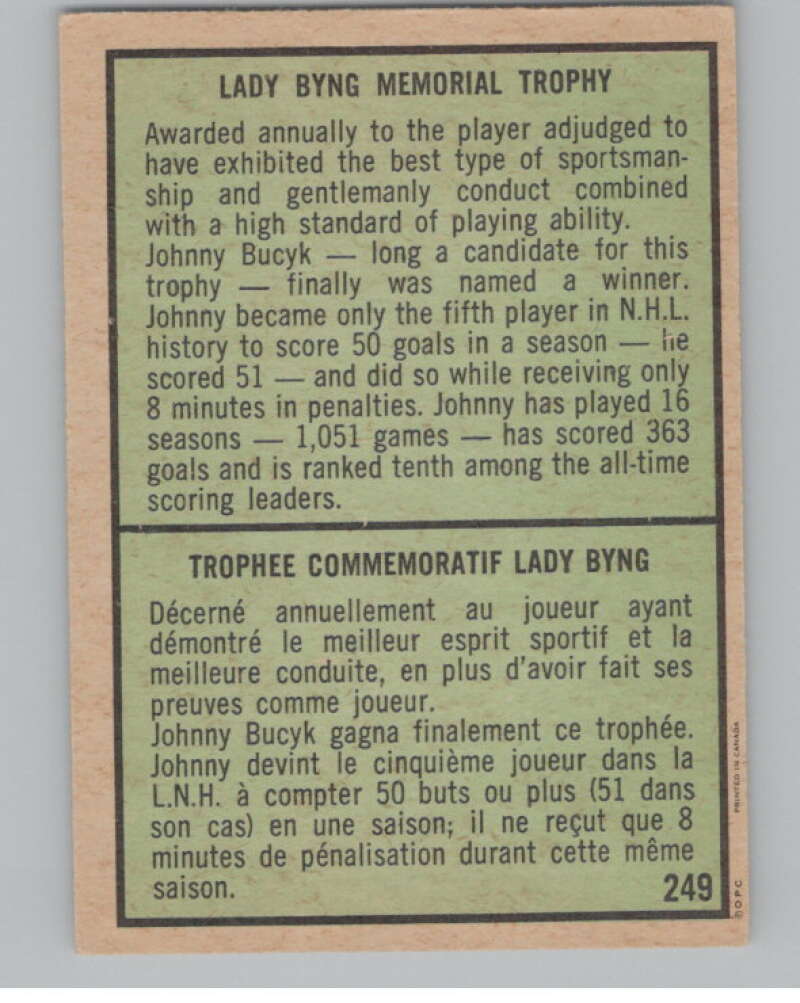 LADY BYNG MEMORIAL TROPHY
Awarded annually to the player adjudged to
have exhibited the best type of sportsman-
ship and gentlemanly conduct combined
with a high standard of playing ability.
Johnny Bucyk — long a candidate for this
trophy — finally was named a winner.
Johnny became only the fifth player in N.H.L.
history to score 50 goals in a season — he
scored 51 — and did so while receiving only
8 minutes in penalties. Johnny has played 16
seasons — 1,051 games — has scored 363
goals and is ranked tenth among the all-time
scoring leaders.
TROPHEE COMMEMORATIF LADY BYNG
Décerné annuellement au joueur ayant
démontré le meilleur esprit sportif et la
meilleure conduite, en plus d'avoir fait ses
preuves comme joueur.
Johnny Bucyk gagna finalement ce trophée.
Johnny devint le cinquième joueur dans la
L.N.H. à compter 50 buts ou plus (51 dans
son cas) en une saison; il ne reçut que 8
minutes de pénalisation durant cette même
saison.
249
© O P C
PRINTED IN CANADA